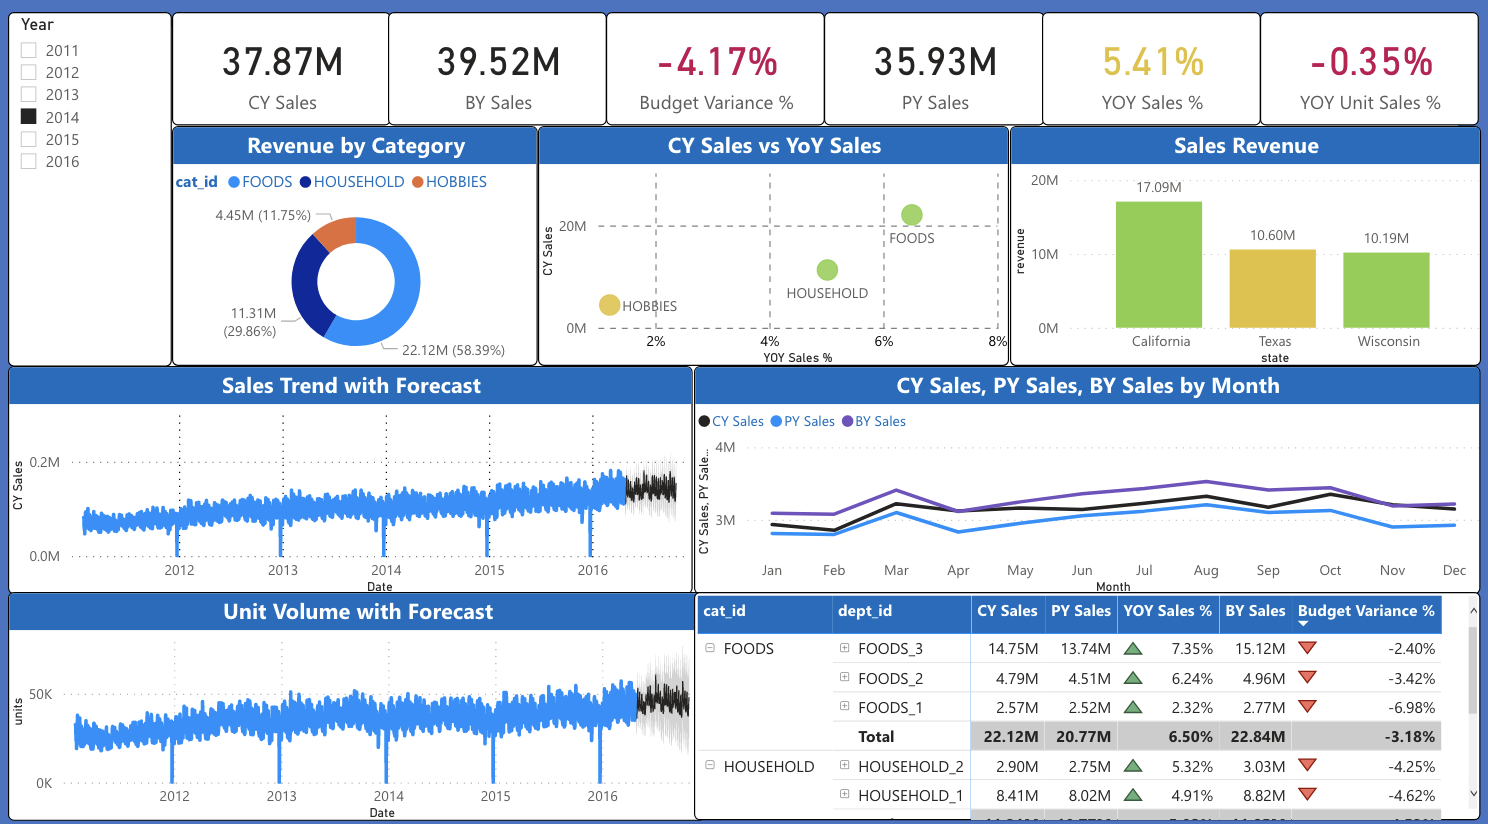 Year
2011
2012
2013
2014
2015
2016
37.87M
CY Sales
39.52M
BY Sales
-4.17%
Budget Variance %
35.93M
PY Sales
5.41%
YOY Sales %
-0.35%
YOY Unit Sales %
Revenue by Category
cat_id FOODS HOUSEHOLD HOBBIES
4.45M (11.75%)
11.31M
(29.86%)
22.12M (58.39%)
CY Sales vs YoY Sales
CY Sales
20M
0M
FOODS
HOUSEHOLD
HOBBIES
2% 4% 6% 8%
YOY Sales %
Sales Revenue
revenue
20M
10M
0M
17.09M
10.60M
10.19M
California Texas Wisconsin
state
Sales Trend with Forecast
CY Sales
0.2M
0.0M
2012 2013 2014 2015 2016
Date
CY Sales, PY Sales, BY Sales by Month
CY Sales PY Sales BY Sales
CY Sales, PY Sale...
4M
3M
Jan Feb Mar Apr May Jun Jul Aug Sep Oct Nov Dec
Month
Unit Volume with Forecast
units
50K
0K
2012 2013 2014 2015 2016
Date
cat_id dept_id CY Sales PY Sales YOY Sales % BY Sales Budget Variance %
FOODS FOODS_3 14.75M 13.74M 7.35% 15.12M -2.40%
FOODS_2 4.79M 4.51M 6.24% 4.96M -3.42%
FOODS_1 2.57M 2.52M 2.32% 2.77M -6.98%
Total 22.12M 20.77M 6.50% 22.84M -3.18%
HOUSEHOLD HOUSEHOLD_2 2.90M 2.75M 5.32% 3.03M -4.25%
HOUSEHOLD_1 8.41M 8.02M 4.91% 8.82M -4.62%